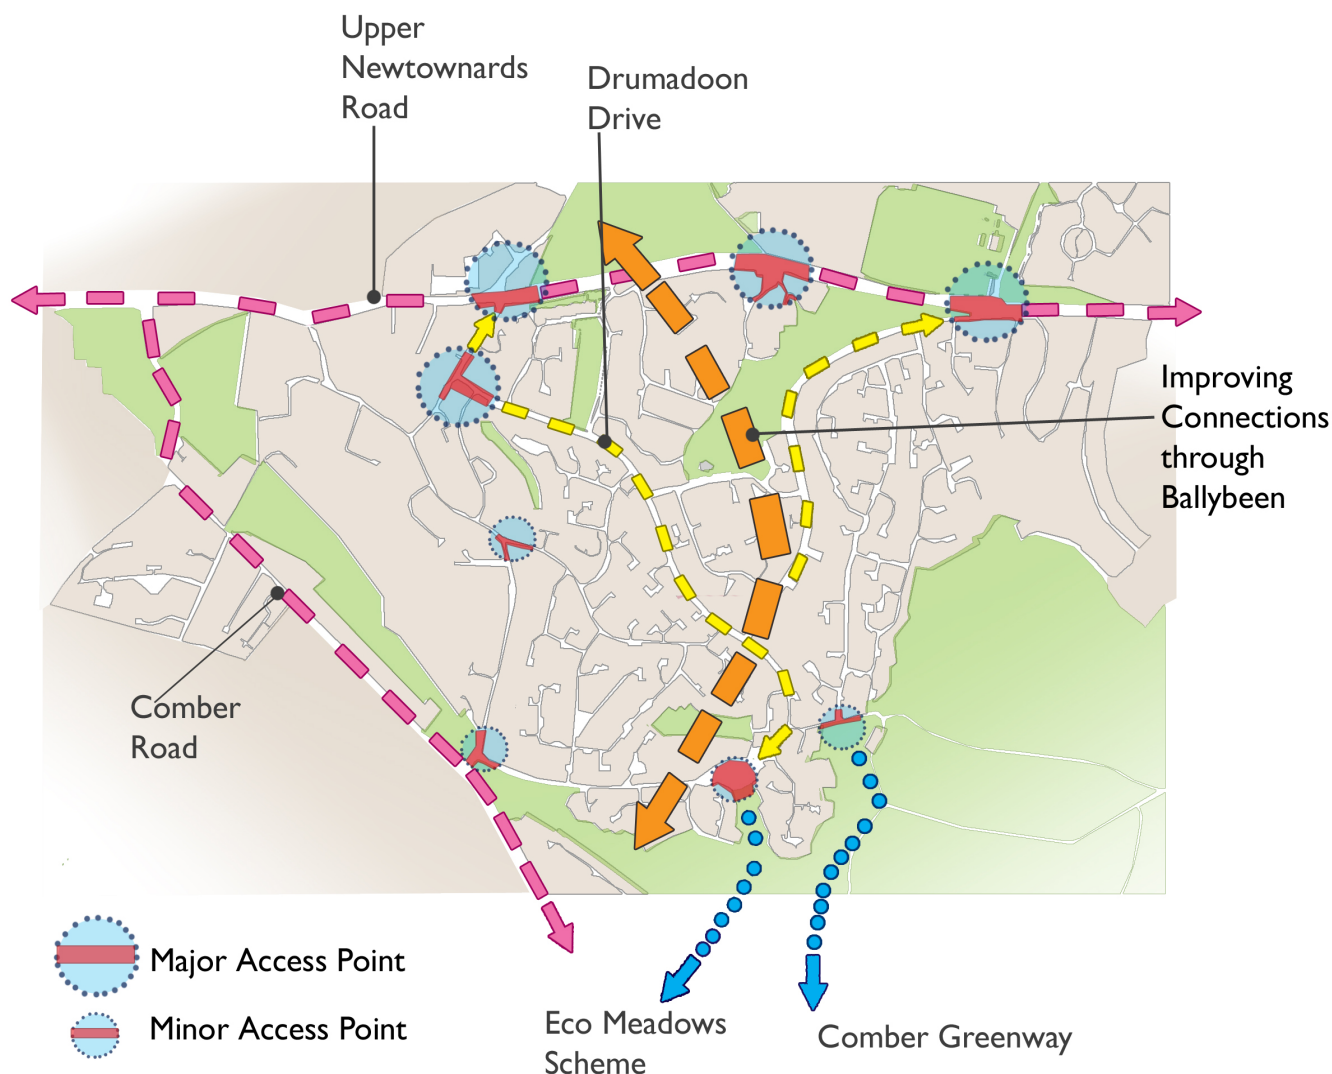 Upper
Newtownards
Road
Drumadoon
Drive
Improving
Connections
through
Ballybeen
Comber
Road
Major Access Point
Minor Access Point
Eco Meadows
Scheme
Comber Greenway